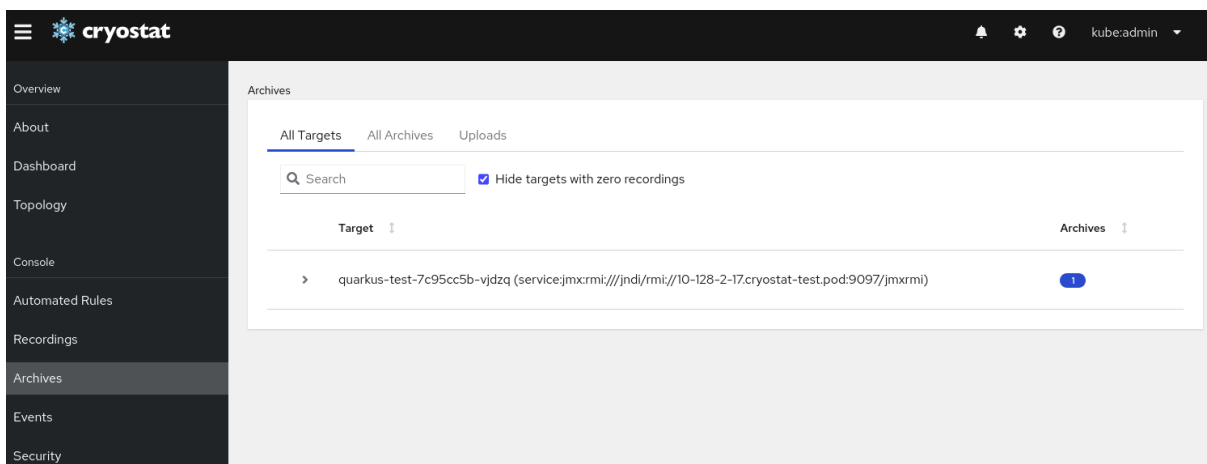 cryostat
kube:admin
Overview
About
Dashboard
Topology
Console
Automated Rules
Recordings
Archives
Events
Security
Archives
All Targets All Archives Uploads
Search Hide targets with zero recordings
Target Archives
quarkus-test-7c95cc5b-vjdzq (service:jmx:rmi:///jndi/rmi://10-128-2-17.cryostat-test.pod:9097/jmxrmi) 1